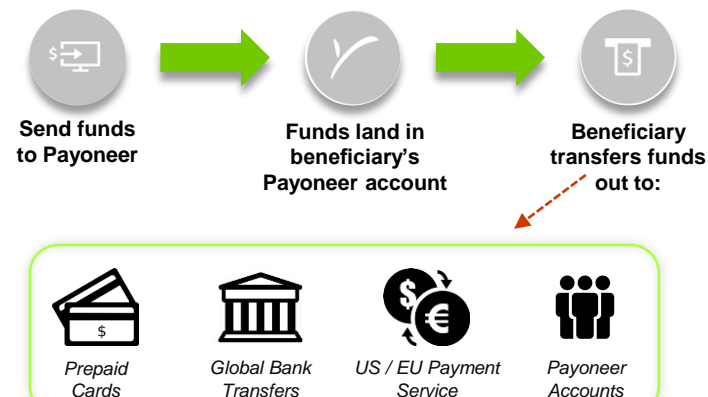 $
$
Send funds
to Payoneer
Funds land in
beneficiary's
Payoneer account
Beneficiary
transfers funds
out to:
$
$
€
Prepaid
Cards
Global Bank
Transfers
US / EU Payment
Service
Payoneer
Accounts